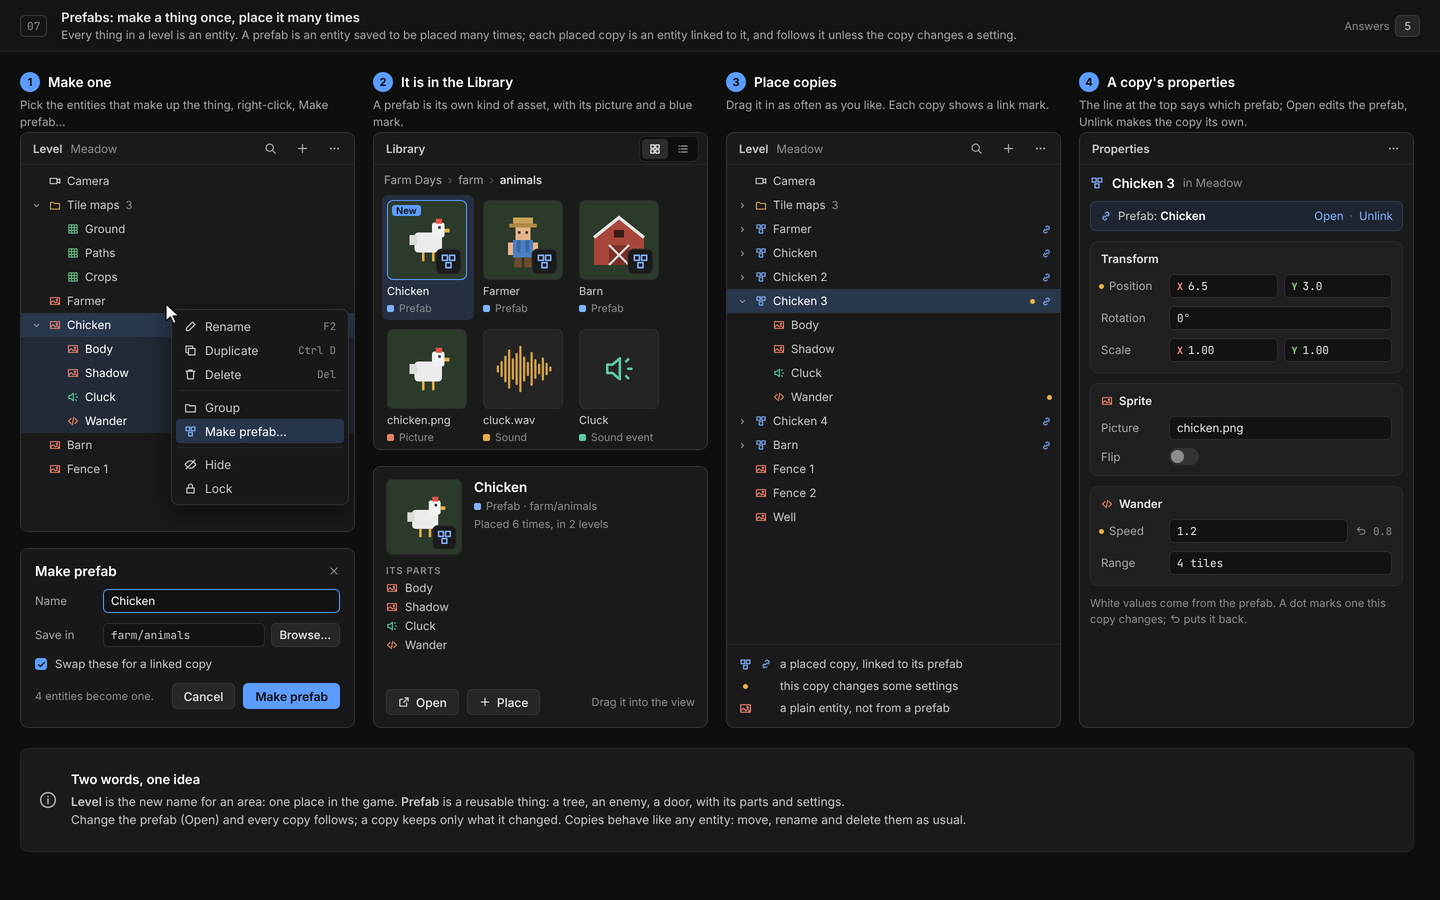 07
Prefabs: make a thing once, place it many times
Every thing in a level is an entity. A prefab is an entity saved to be placed many times; each placed copy is an entity linked to it, and follows it unless the copy changes a setting.
Answers 5
1 Make one
Pick the entities that make up the thing, right-click, Make
prefab...
Level Meadow
Camera
Tile maps 3
Ground
Paths
Crops
Farmer
Chicken
Body
Shadow
Cluck
Wander
Barn
Fence 1
Rename F2
Duplicate Ctrl D
Delete Del
Group
Make prefab...
Hide
Lock
Make prefab
Name Chicken
Save in farm/animals Browse...
Swap these for a linked copy
4 entities become one. Cancel Make prefab
2 It is in the Library
A prefab is its own kind of asset, with its picture and a blue
mark.
Library
Farm Days › farm › animals
New
Chicken Farmer Barn
Prefab Prefab Prefab
chicken.png cluck.wav Cluck
Picture Sound Sound event
Chicken
Prefab · farm/animals
Placed 6 times, in 2 levels
ITS PARTS
Body
Shadow
Cluck
Wander
Open + Place Drag it into the view
3 Place copies
Drag it in as often as you like. Each copy shows a link mark.
Level Meadow
Camera
Tile maps 3
Farmer
Chicken
Chicken 2
Chicken 3
Body
Shadow
Cluck
Wander
Chicken 4
Barn
Fence 1
Fence 2
Well
a placed copy, linked to its prefab
this copy changes some settings
a plain entity, not from a prefab
4 A copy's properties
The line at the top says which prefab; Open edits the prefab,
Unlink makes the copy its own.
Properties
Chicken 3 in Meadow
Prefab: Chicken Open · Unlink
Transform
Position X 6.5 Y 3.0
Rotation 0°
Scale X 1.00 Y 1.00
Sprite
Picture chicken.png
Flip
Wander
Speed 1.2 0.8
Range 4 tiles
White values come from the prefab. A dot marks one this
copy changes; ⮌ puts it back.
Two words, one idea
Level is the new name for an area: one place in the game. Prefab is a reusable thing: a tree, an enemy, a door, with its parts and settings.
Change the prefab (Open) and every copy follows; a copy keeps only what it changed. Copies behave like any entity: move, rename and delete them as usual.